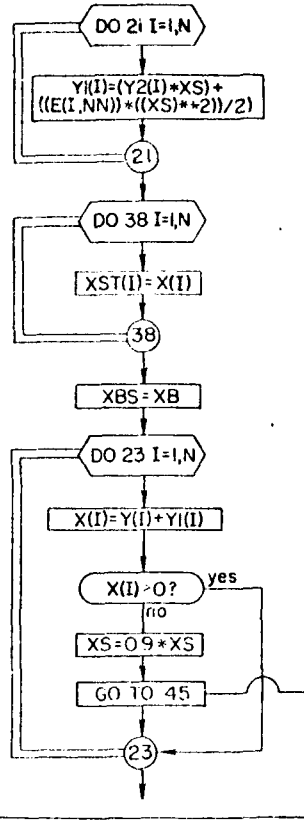 DO 21 I=1,N
Y1(I)=(Y2(I)*XS)+
((E(I,NN))*((XS)**2))/2)
21
DO 38 I=1,N
XST(I)=X(I)
38
XBS=XB
DO 23 I=1,N
X(I)=Y(I)+Y1(I)
X(I)>0?
yes
no
XS=0.9*XS
GO TO 45
23